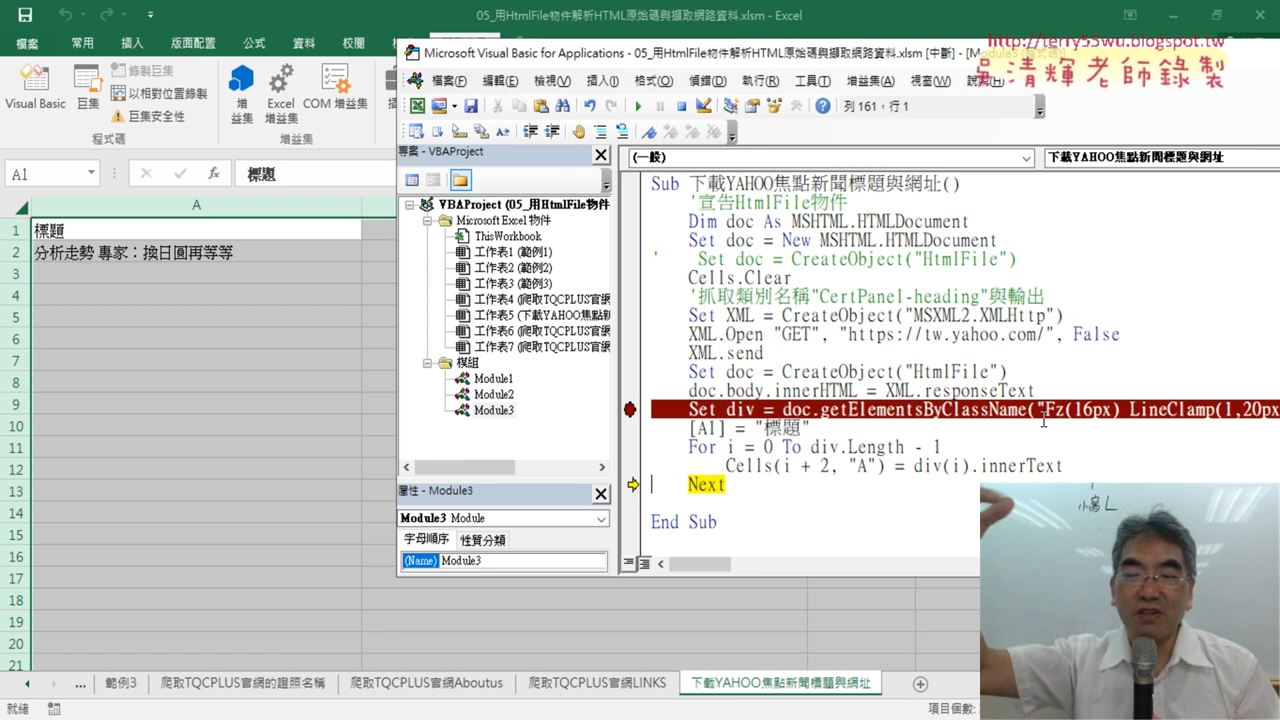 05_用HtmlFile物件解析HTML原始碼與擷取網路資料.xlsm - Excel
檔案 常用 插入 版面配置 公式 資料 校閱
Visual Basic
巨集
錄製巨集
以相對位置錄製
巨集安全性
程式碼
增益集
Excel 增益集
COM 增益集
增益集
A1
標題
A
1 標題
2 分析走勢 專家：換日圓再等等
3
4
5
6
7
8
9
10
11
12
13
14
15
16
17
18
19
20
21
Microsoft Visual Basic for Applications - 05_用HtmlFile物件解析HTML原始碼與擷取網路資料.xlsm [中斷] -
http://terry55wu.blogspot.tw
吳清輝老師錄製
檔案(F) 編輯(E) 檢視(V) 插入(I) 格式(O) 偵錯(D) 執行(R) 工具(T) 增益集(A) 視窗(W) 說明(H)
列 161，行 1
專案 - VBAProject
VBAProject (05_用HtmlFile物件
Microsoft Excel 物件
ThisWorkbook
工作表1 (範例1)
工作表2 (範例2)
工作表3 (範例3)
工作表4 (爬取TQCPLUS官網
工作表5 (下載YAHOO焦點新
工作表6 (爬取TQCPLUS官網
工作表7 (爬取TQCPLUS官網
模組
Module1
Module2
Module3
屬性 - Module3
Module3 Module
字母順序 性質分類
(Name) Module3
(一般)
下載YAHOO焦點新聞標題與網址
Sub 下載YAHOO焦點新聞標題與網址()
'宣告HtmlFile物件
Dim doc As MSHTML.HTMLDocument
Set doc = New MSHTML.HTMLDocument
' Set doc = CreateObject("HtmlFile")
Cells.Clear
'抓取類別名稱"CertPanel-heading"與輸出
Set XML = CreateObject("MSXML2.XMLHttp")
XML.Open "GET", "https://tw.yahoo.com/", False
XML.send
Set doc = CreateObject("HtmlFile")
doc.body.innerHTML = XML.responseText
Set div = doc.getElementsByClassName("Fz(16px) LineClamp(1,20px
[A1] = "標題"
For i = 0 To div.Length - 1
Cells(i + 2, "A") = div(i).innerText
Next
End Sub
... 範例3 爬取TQCPLUS官網的證照名稱 爬取TQCPLUS官網Aboutus 爬取TQCPLUS官網LINKS 下載YAHOO焦點新聞標題與網址
就緒
項目個數: